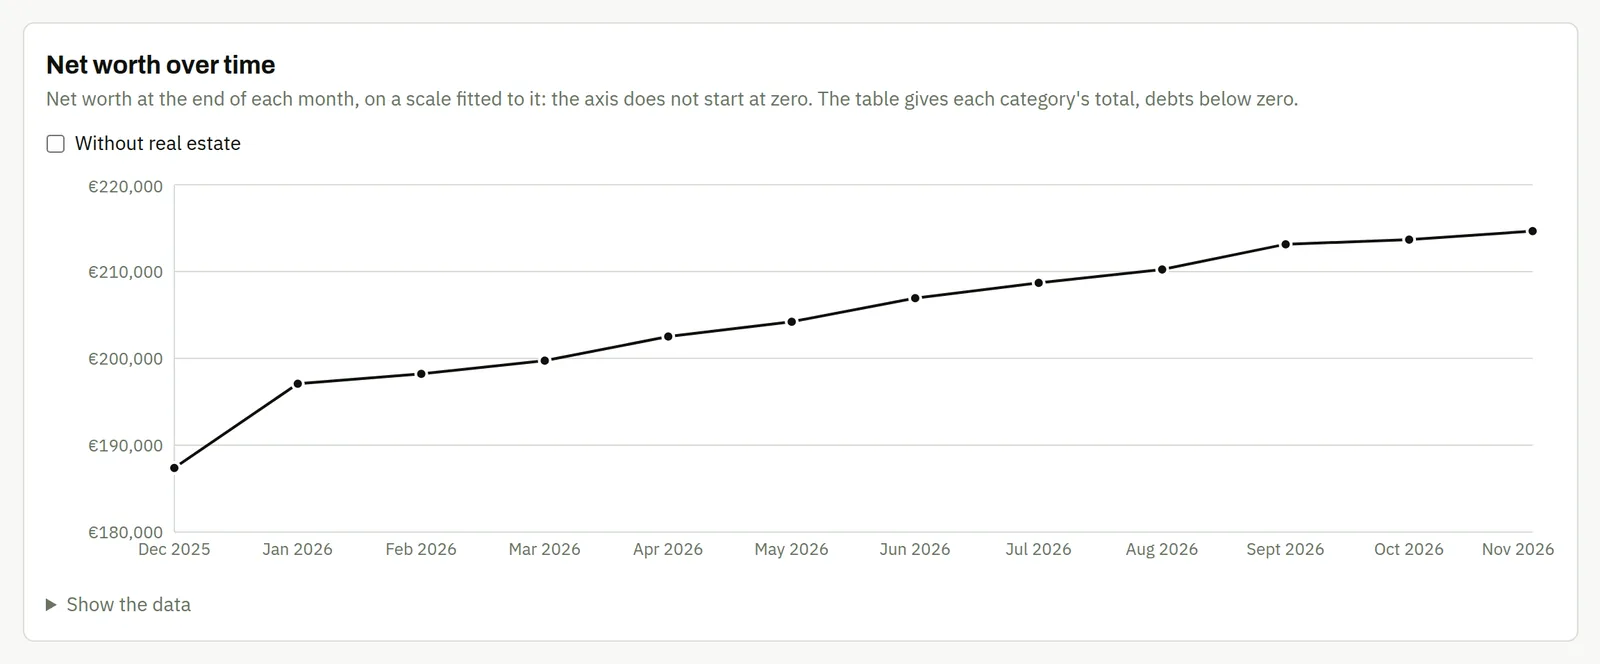 Net worth over time
Net worth at the end of each month, on a scale fitted to it: the axis does not start at zero. The table gives each category's total, debts below zero.
Without real estate
€220,000
€210,000
€200,000
€190,000
€180,000
Dec 2025 Jan 2026 Feb 2026 Mar 2026 Apr 2026 May 2026 Jun 2026 Jul 2026 Aug 2026 Sept 2026 Oct 2026 Nov 2026
Show the data